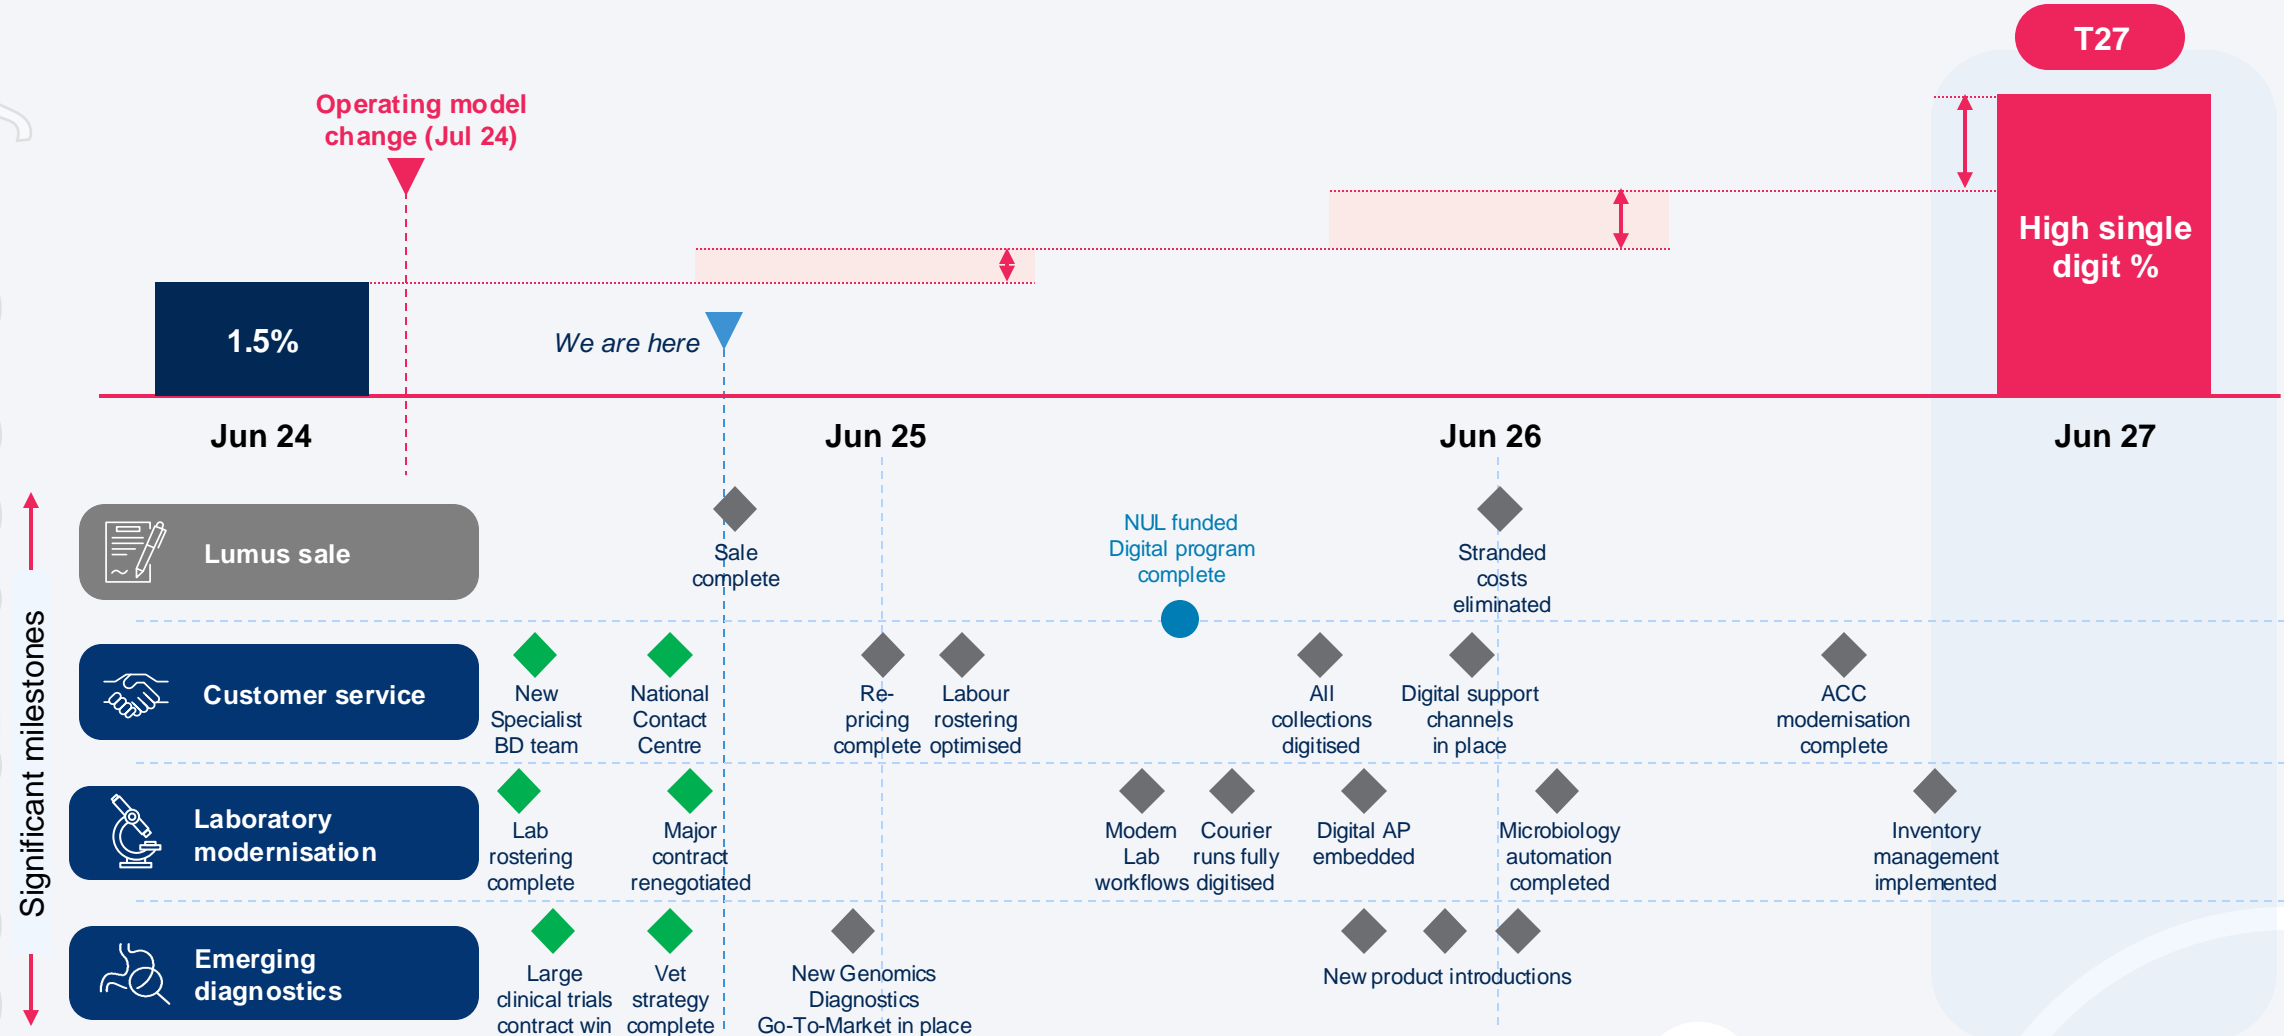 T27
Operating model
change (Jul 24)
High single
digit %
1.5%
We are here
Jun 24
Jun 25
Jun 26
Jun 27
Significant milestones
Lumus sale
Sale
complete
NUL funded
Digital program
complete
Stranded
costs
eliminated
Customer service
New
Specialist
BD team
National
Contact
Centre
Re-
pricing
complete
Labour
rostering
optimised
All
collections
digitised
Digital support
channels
in place
ACC
modernisation
complete
Laboratory
modernisation
Lab
rostering
complete
Major
contract
renegotiated
Modern
Lab
workflows
Courier
runs fully
digitised
Digital AP
embedded
Microbiology
automation
completed
Inventory
management
implemented
Emerging
diagnostics
Large
clinical trials
contract win
Vet
strategy
complete
New Genomics
Diagnostics
Go-To-Market in place
New product introductions